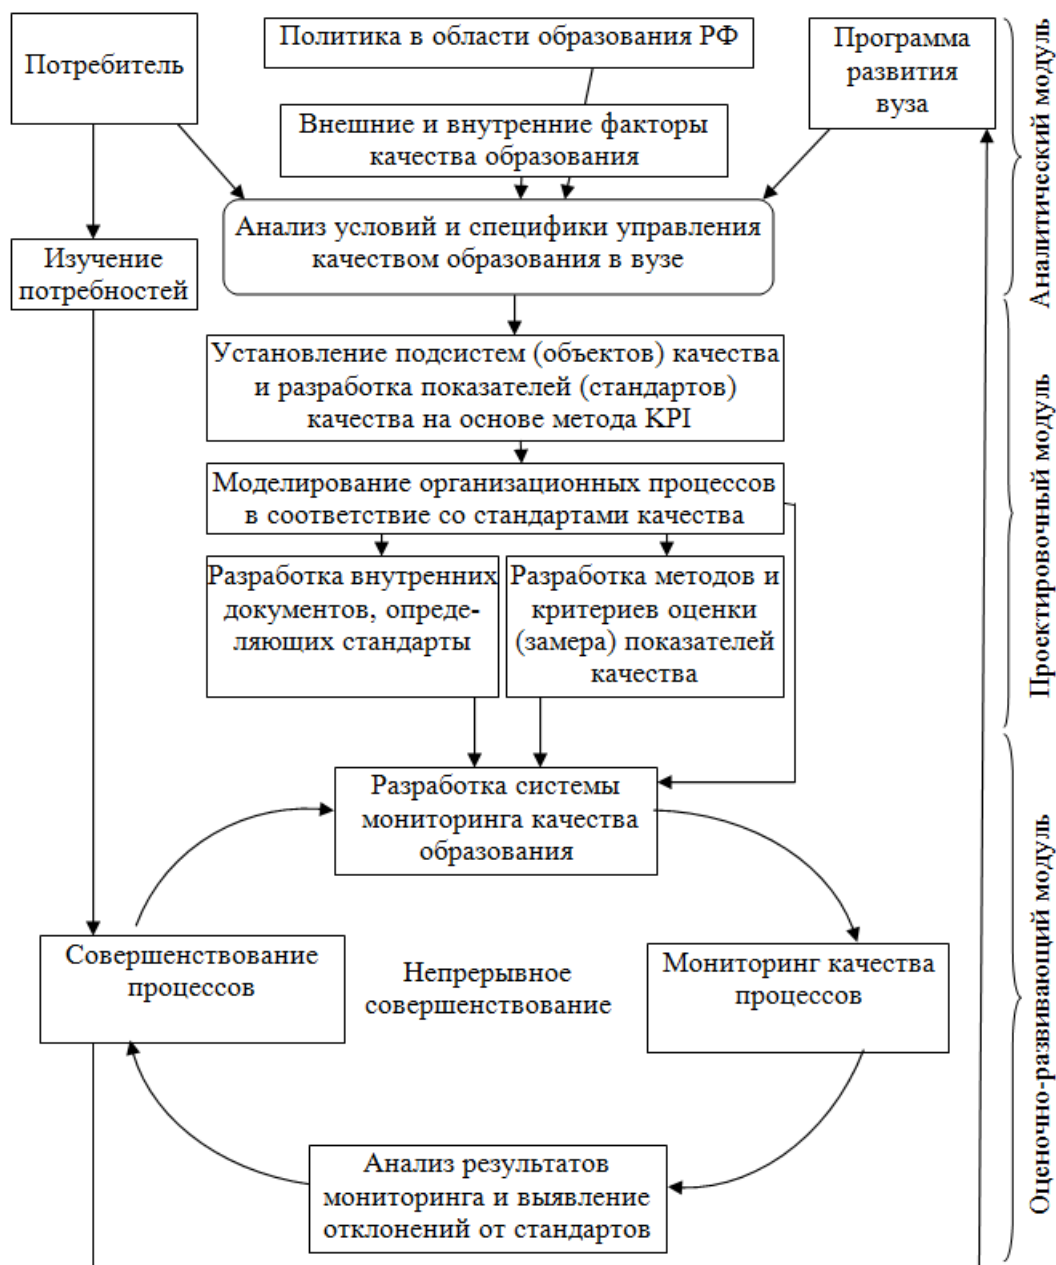 Потребитель
Политика в области образования РФ
Программа
развития
вуза
Внешние и внутренние факторы
качества образования
Анализ условий и специфики управления
качеством образования в вузе
Изучение
потребностей
Аналитический модуль
Установление подсистем (объектов) качества
и разработка показателей (стандартов)
качества на основе метода KPI
Моделирование организационных процессов
в соответствие со стандартами качества
Разработка внутренних
документов, опреде-
ляющих стандарты
Разработка методов и
критериев оценки
(замера) показателей
качества
Проектировочный модуль
Разработка системы
мониторинга качества
образования
Совершенствование
процессов
Непрерывное
совершенствование
Мониторинг качества
процессов
Анализ результатов
мониторинга и выявление
отклонений от стандартов
Оценочно-развивающий модуль